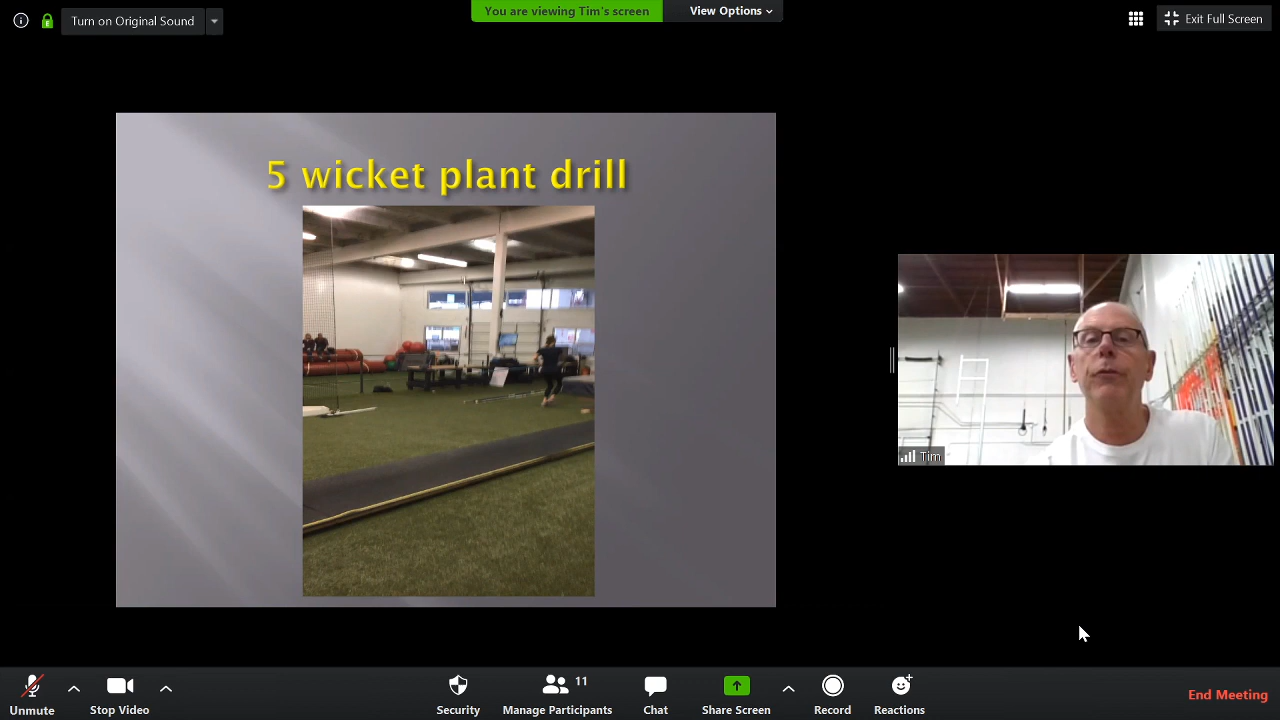 Turn on Original Sound
You are viewing Tim's screen
View Options
Exit Full Screen
5 wicket plant drill
Tim
Unmute
Stop Video
Security
Manage Participants
11
Chat
Share Screen
Record
Reactions
End Meeting